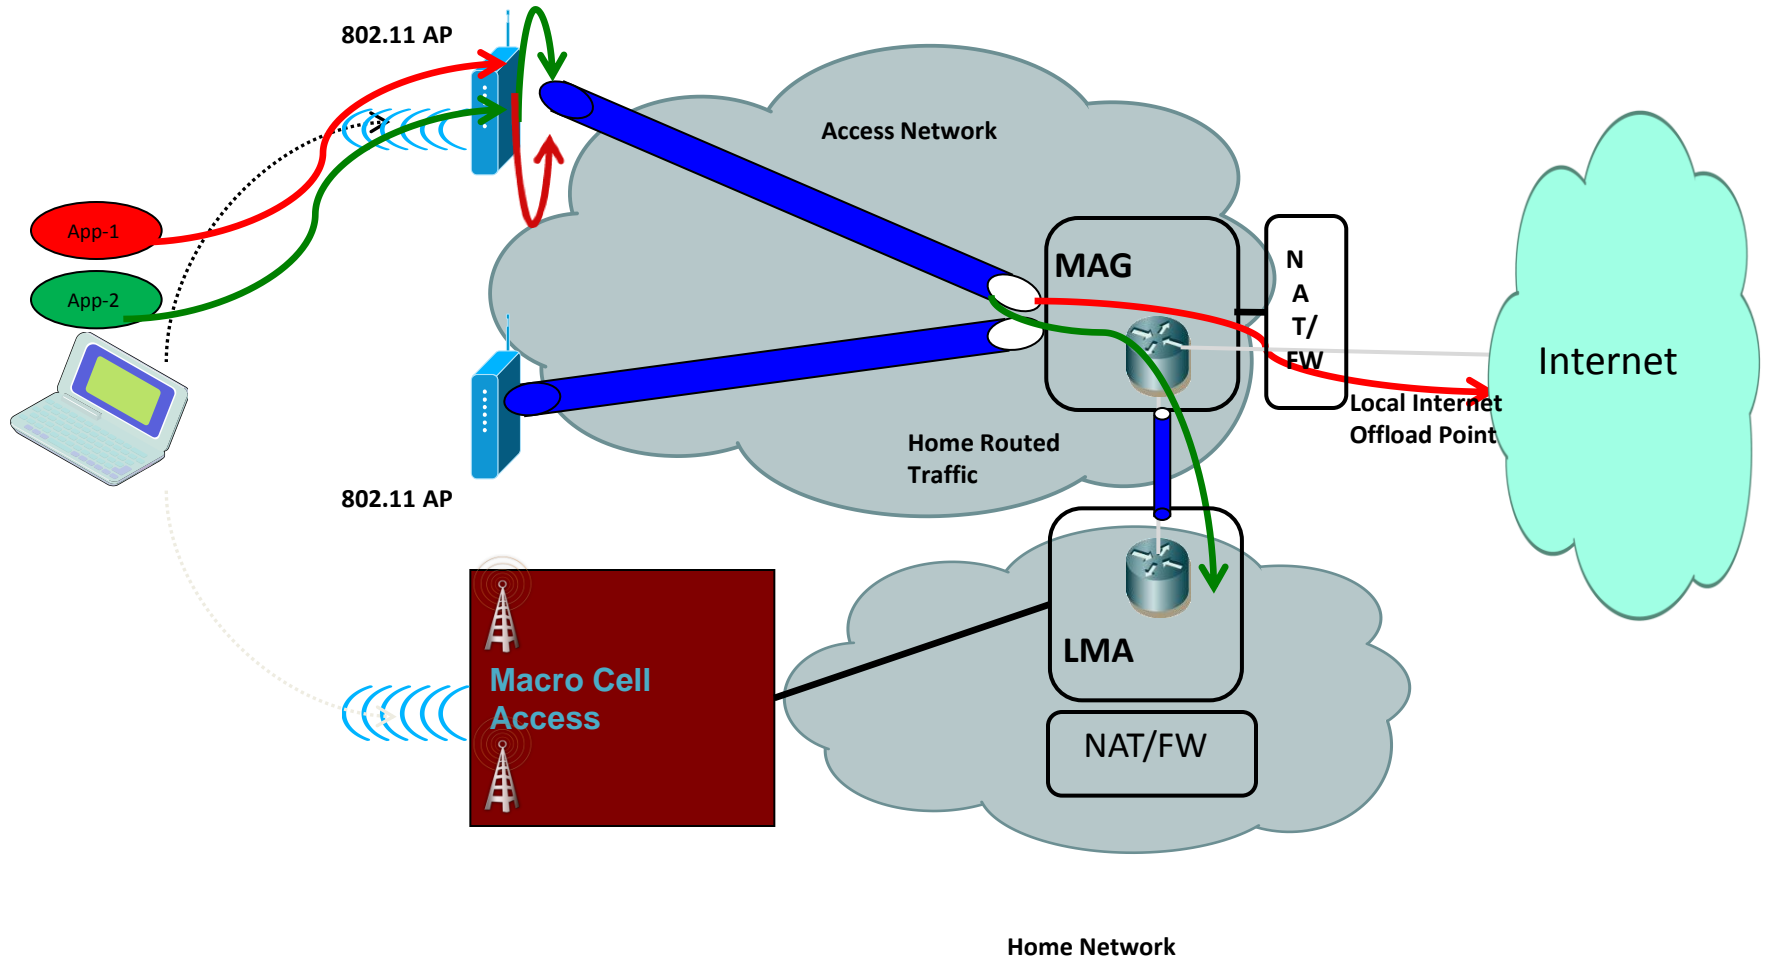 802.11 AP
Access Network
App-1
App-2
MAG
N
A
T/
FW
Internet
Local Internet
Offload Point
Home Routed
Traffic
802.11 AP
Macro Cell
Access
LMA
NAT/FW
Home Network